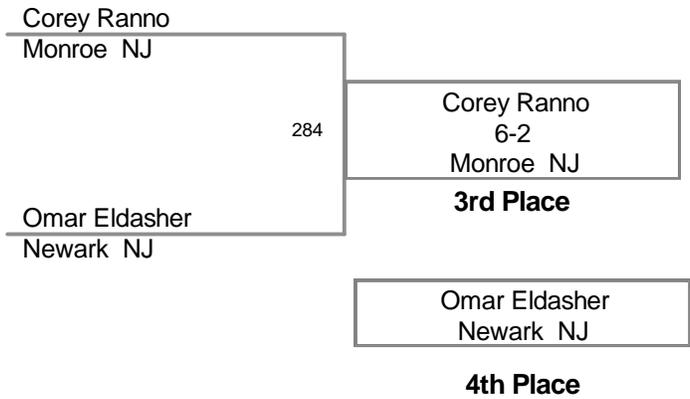 Corey Ranno
Monroe NJ
284
Corey Ranno
6-2
Monroe NJ
3rd Place
Omar Eldasher
Newark NJ
Omar Eldasher
Newark NJ
4th Place